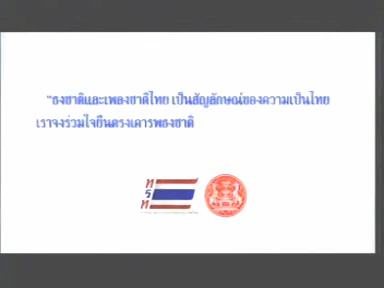 "ธงชาติและเพลงชาติไทย เป็นสัญลักษณ์ของความเป็นไทย
เราจงร่วมใจยืนตรงเคารพธงชาติ
ท
5
ท